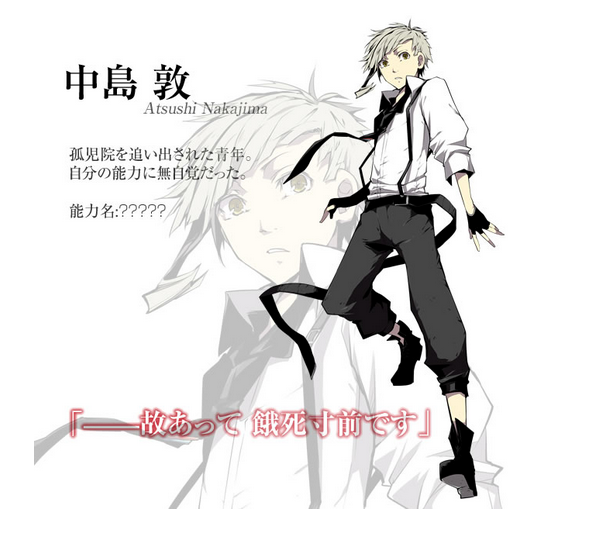 中島 敦
Atsushi Nakajima
孤児院を追い出された青年。
自分の能力に無自覚だった。
能力名:?????
「——故あって 餓死寸前です」